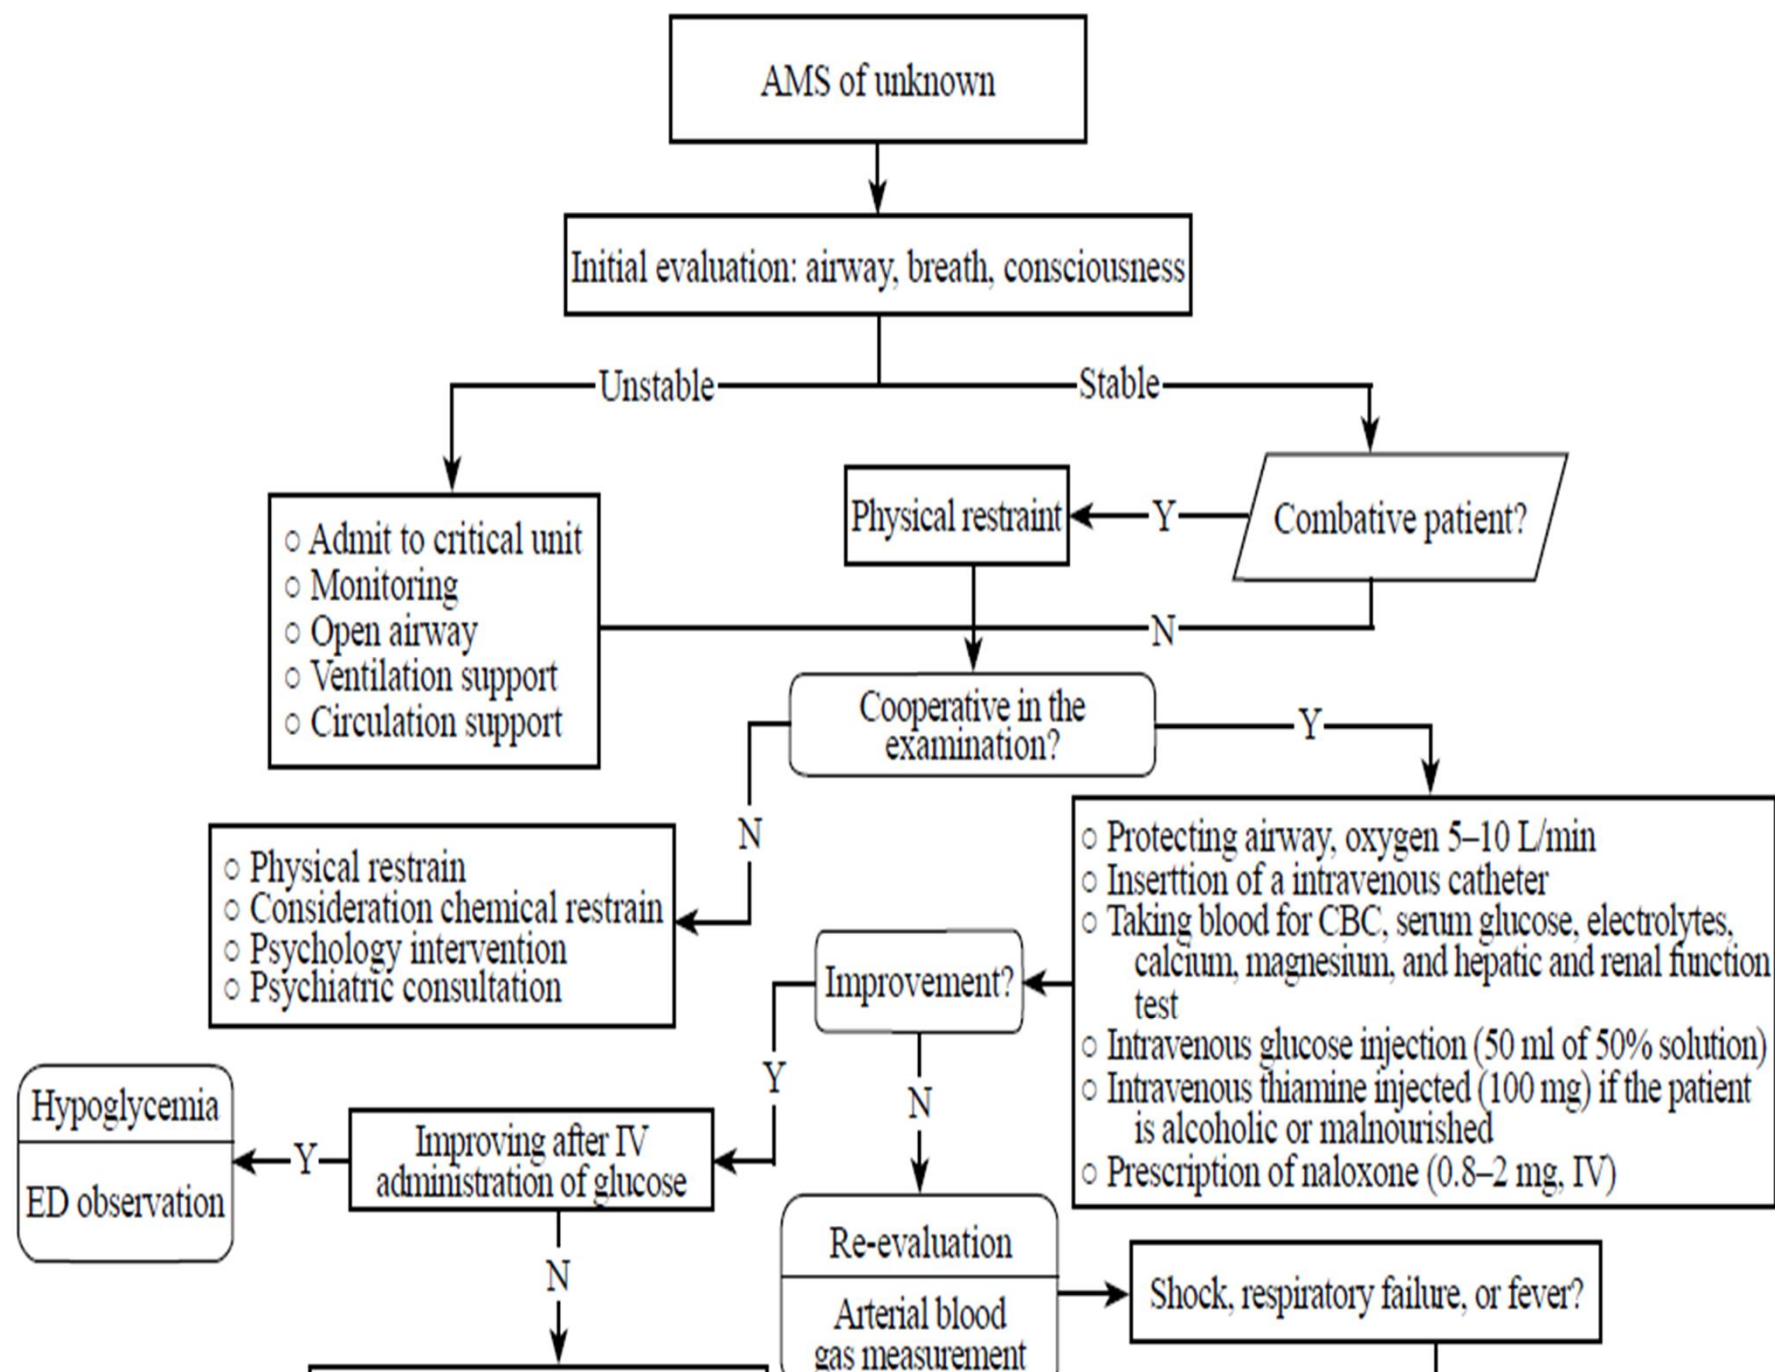 AMS of unknown
Initial evaluation: airway, breath, consciousness
Unstable
Stable
Physical restraint
Y
Combative patient?
○ Admit to critical unit
○ Monitoring
○ Open airway
○ Ventilation support
○ Circulation support
N
Cooperative in the
examination?
Y
N
○ Physical restrain
○ Consideration chemical restrain
○ Psychology intervention
○ Psychiatric consultation
○ Protecting airway, oxygen 5–10 L/min
○ Inserttion of a intravenous catheter
○ Taking blood for CBC, serum glucose, electrolytes,
calcium, magnesium, and hepatic and renal function
test
○ Intravenous glucose injection (50 ml of 50% solution)
○ Intravenous thiamine injected (100 mg) if the patient
is alcoholic or malnourished
○ Prescription of naloxone (0.8–2 mg, IV)
Improvement?
Y
N
Hypoglycemia
ED observation
Y
Improving after IV
administration of glucose
N
Re-evaluation
Arterial blood
gas measurement
Shock, respiratory failure, or fever?